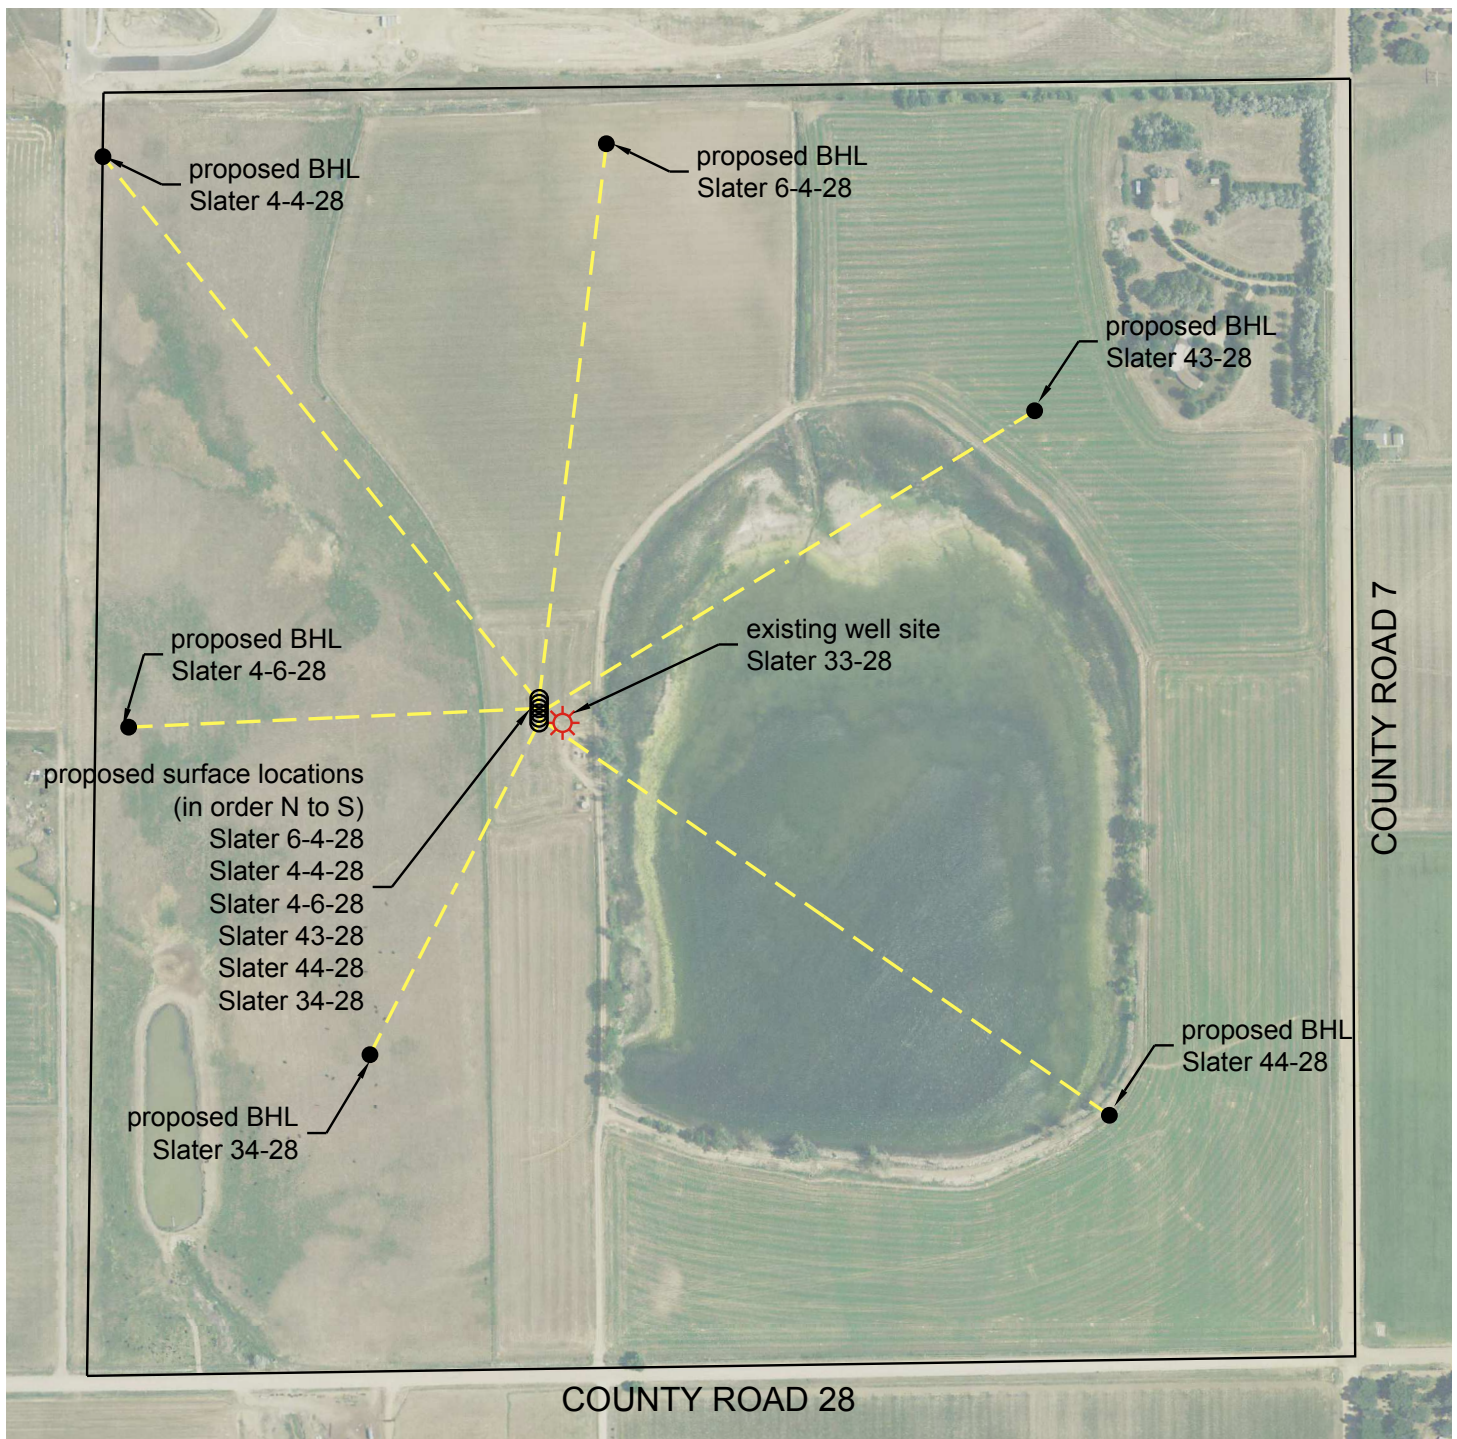 proposed BHL
Slater 4-4-28
proposed BHL
Slater 6-4-28
proposed BHL
Slater 43-28
existing well site
Slater 33-28
proposed BHL
Slater 4-6-28
COUNTY ROAD 7
proposed surface locations
(in order N to S)
Slater 6-4-28
Slater 4-4-28
Slater 4-6-28
Slater 43-28
Slater 44-28
Slater 34-28
proposed BHL
Slater 44-28
proposed BHL
Slater 34-28
COUNTY ROAD 28